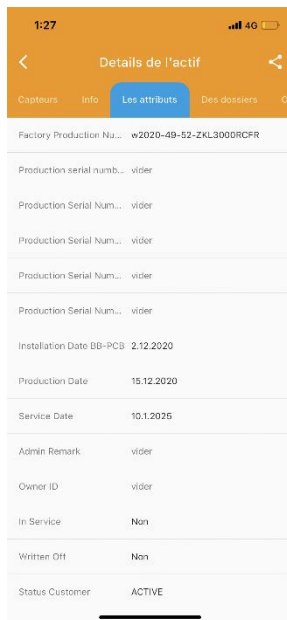 1:27
4G
Details de l'actif
Capteurs Info Les attributs Des dossiers
Factory Production Nu... w2020-49-52-ZKL3000RCFR
Production serial numb... vider
Production Serial Num... vider
Production Serial Num... vider
Production Serial Num... vider
Production Serial Num... vider
Installation Date BB-PCB 2.12.2020
Production Date 15.12.2020
Service Date 10.1.2025
Admin Remark vider
Owner ID vider
In Service Nan
Written Off Nan
Status Customer ACTIVE